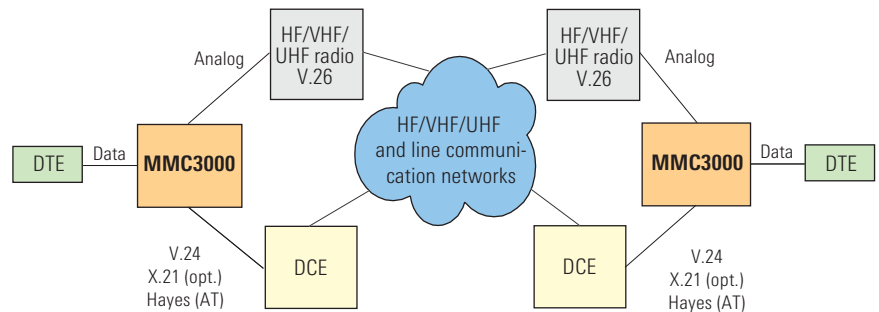 HF/VHF/
UHF radio
V.26
HF/VHF/
UHF radio
V.26
Analog
Analog
HF/VHF/UHF
and line communi-
cation networks
DTE
Data
MMC3000
MMC3000
Data
DTE
V.24
X.21 (opt.)
Hayes (AT)
DCE
DCE
V.24
X.21 (opt.)
Hayes (AT)